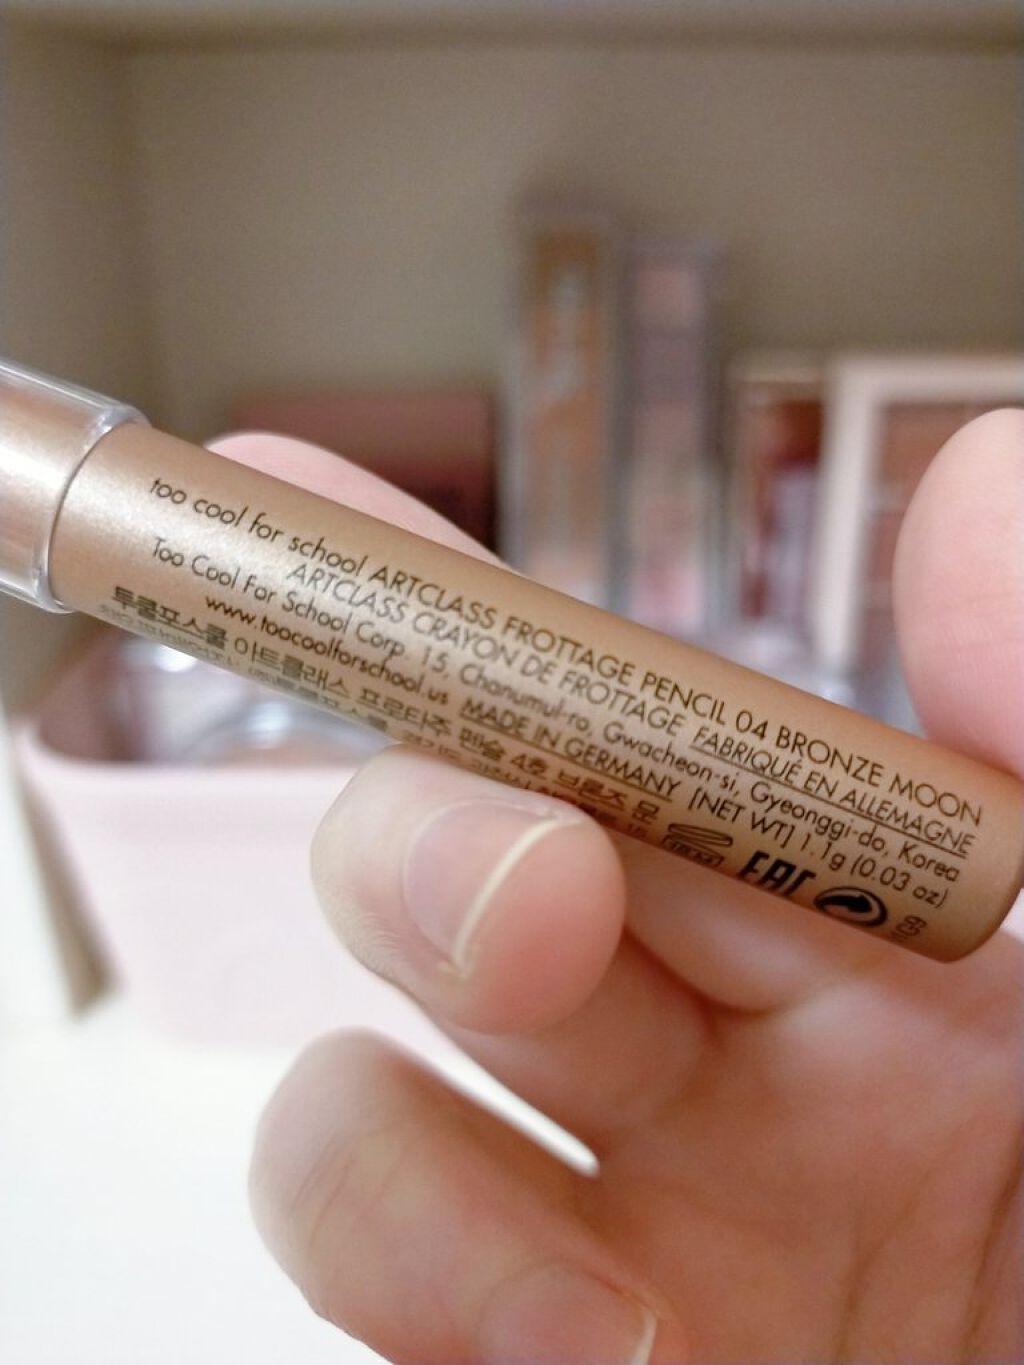 too cool for school ARTCLASS FROTTAGE PENCIL 04 BRONZE MOON
ARTCLASS CRAYON DE FROTTAGE FABRIQUÉ EN ALLEMAGNE
Too Cool For School Corp. 15, Chanumul-ro, Gwacheon-si, Gyeonggi-do, Korea
www.toocoolforschool.us MADE IN GERMANY [NET WT] 1.1g (0.03 oz)
투쿨포스쿨 아트클래스 프로타주 펜슬 4호 브론즈 문
EAC